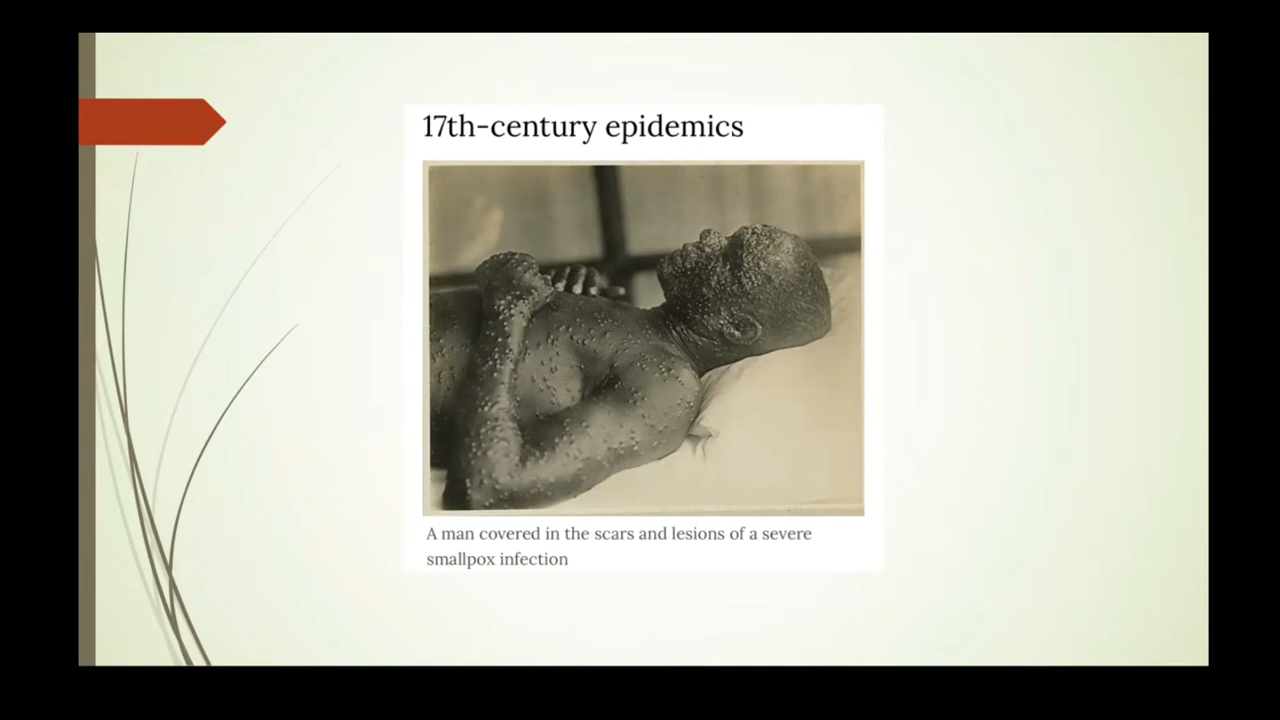 17th-century epidemics
A man covered in the scars and lesions of a severe
smallpox infection